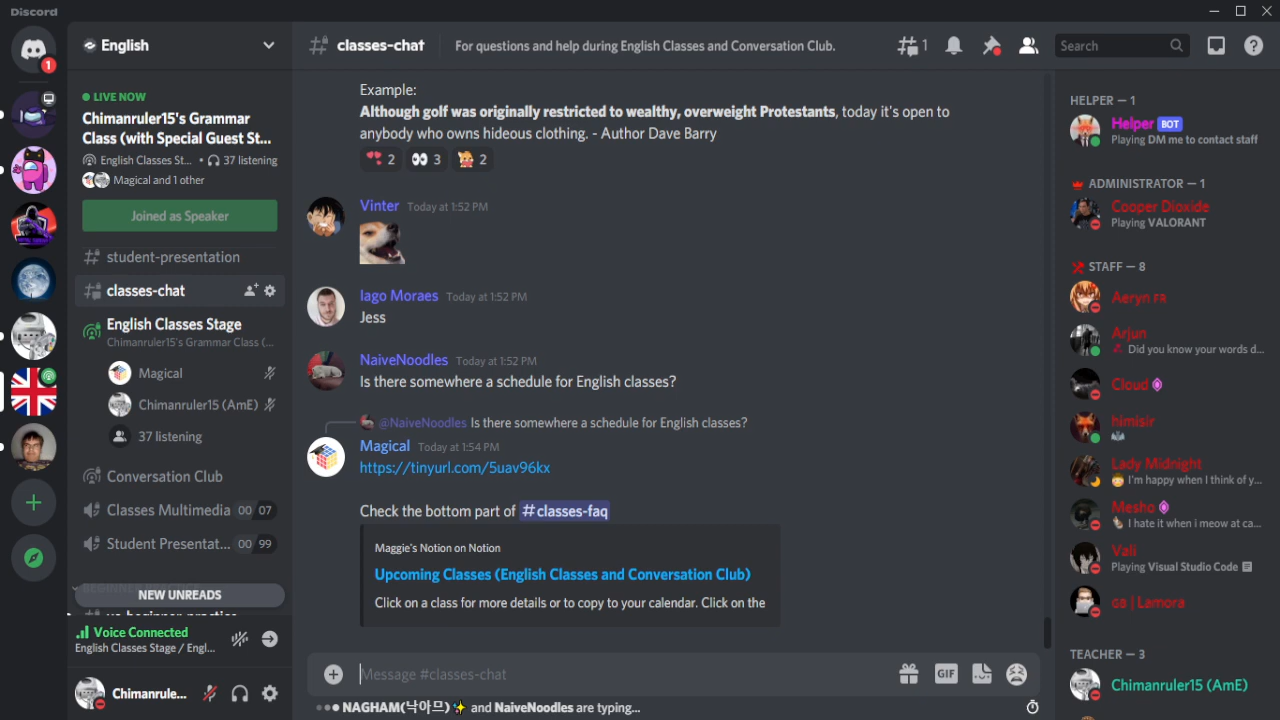 Discord
English
classes-chat
For questions and help during English Classes and Conversation Club.
1
Search
1
LIVE NOW
Chimanruler15's Grammar
Class (with Special Guest St...
English Classes St... • 37 listening
Magical and 1 other
Joined as Speaker
student-presentation
classes-chat
English Classes Stage
Chimanruler15's Grammar Class (...
Magical
Chimanruler15 (AmE)
37 listening
Conversation Club
Classes Multimedia 00 07
Student Presentat... 00 99
NEW UNREADS
Voice Connected
English Classes Stage / Engl...
Chimanrule...
Example:
Although golf was originally restricted to wealthy, overweight Protestants, today it's open to
anybody who owns hideous clothing. - Author Dave Barry
2 3 2
Vinter Today at 1:52 PM
Iago Moraes Today at 1:52 PM
Jess
NaiveNoodles Today at 1:52 PM
Is there somewhere a schedule for English classes?
@NaiveNoodles Is there somewhere a schedule for English classes?
Magical Today at 1:54 PM
https://tinyurl.com/5uav96kx
Check the bottom part of #classes-faq
Maggie's Notion on Notion
Upcoming Classes (English Classes and Conversation Club)
Click on a class for more details or to copy to your calendar. Click on the
Message #classes-chat
GIF
NAGHAM(낙아므) ✨ and NaiveNoodles are typing...
HELPER — 1
Helper BOT
Playing DM me to contact staff
ADMINISTRATOR — 1
Cooper Dioxide
Playing VALORANT
STAFF — 8
Aeryn FR
Arjun
Did you know your words d...
Cloud
himisir
Lady Midnight
I'm happy when I think of y...
Mesho
I hate it when i meow at ca...
Vali
Playing Visual Studio Code
GB | Lamora
TEACHER — 3
Chimanruler15 (AmE)